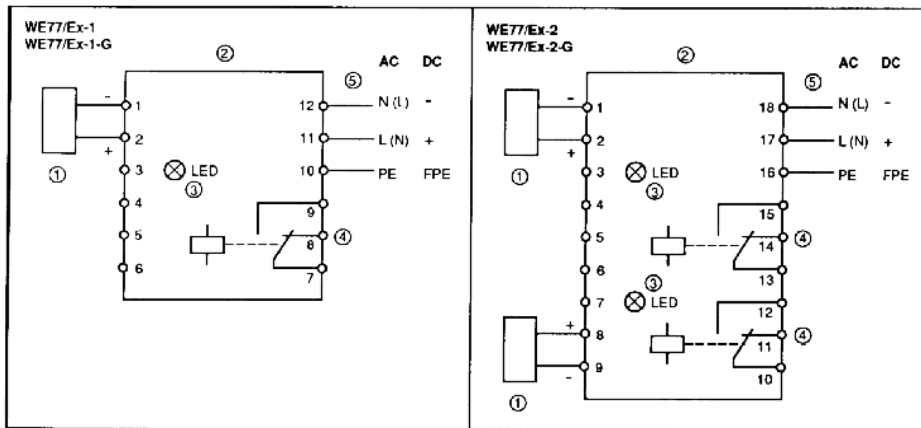 WE77/Ex-1
WE77/Ex-1-G
②
⑤ AC DC
①
-
+
1
2
3
4
5
6
LED
③
12 N (L) -
11 L (N) +
10 PE FPE
9
8 ④
7
WE77/Ex-2
WE77/Ex-2-G
②
⑤ AC DC
①
-
+
1
2
3
4
5
6
7
8
9
+
-
①
LED
③
③
LED
18 N (L) -
17 L (N) +
16 PE FPE
15
14 ④
13
12
11 ④
10